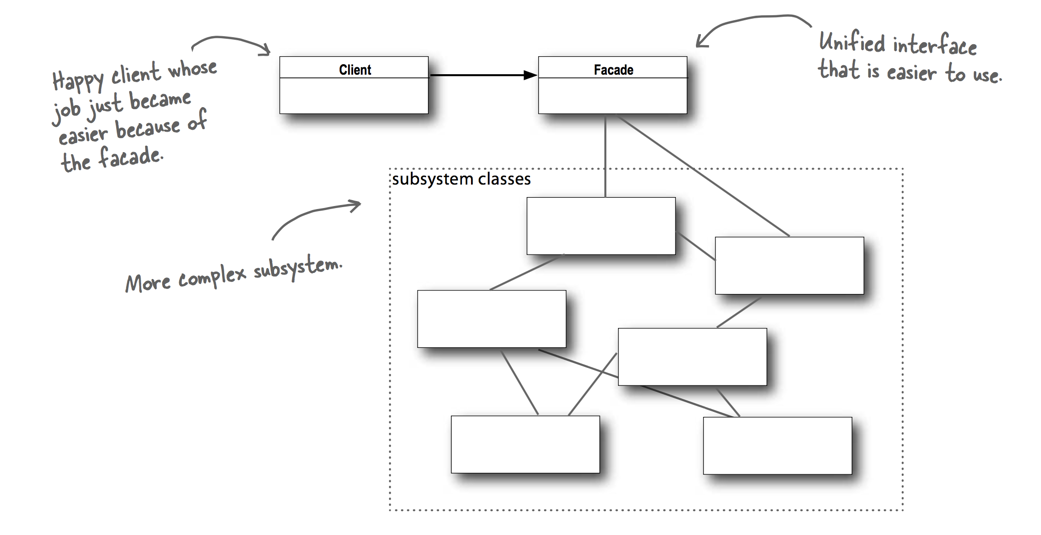 Happy client whose
job just became
easier because of
the facade.
Client
Facade
Unified interface
that is easier to use.
subsystem classes
More complex subsystem.